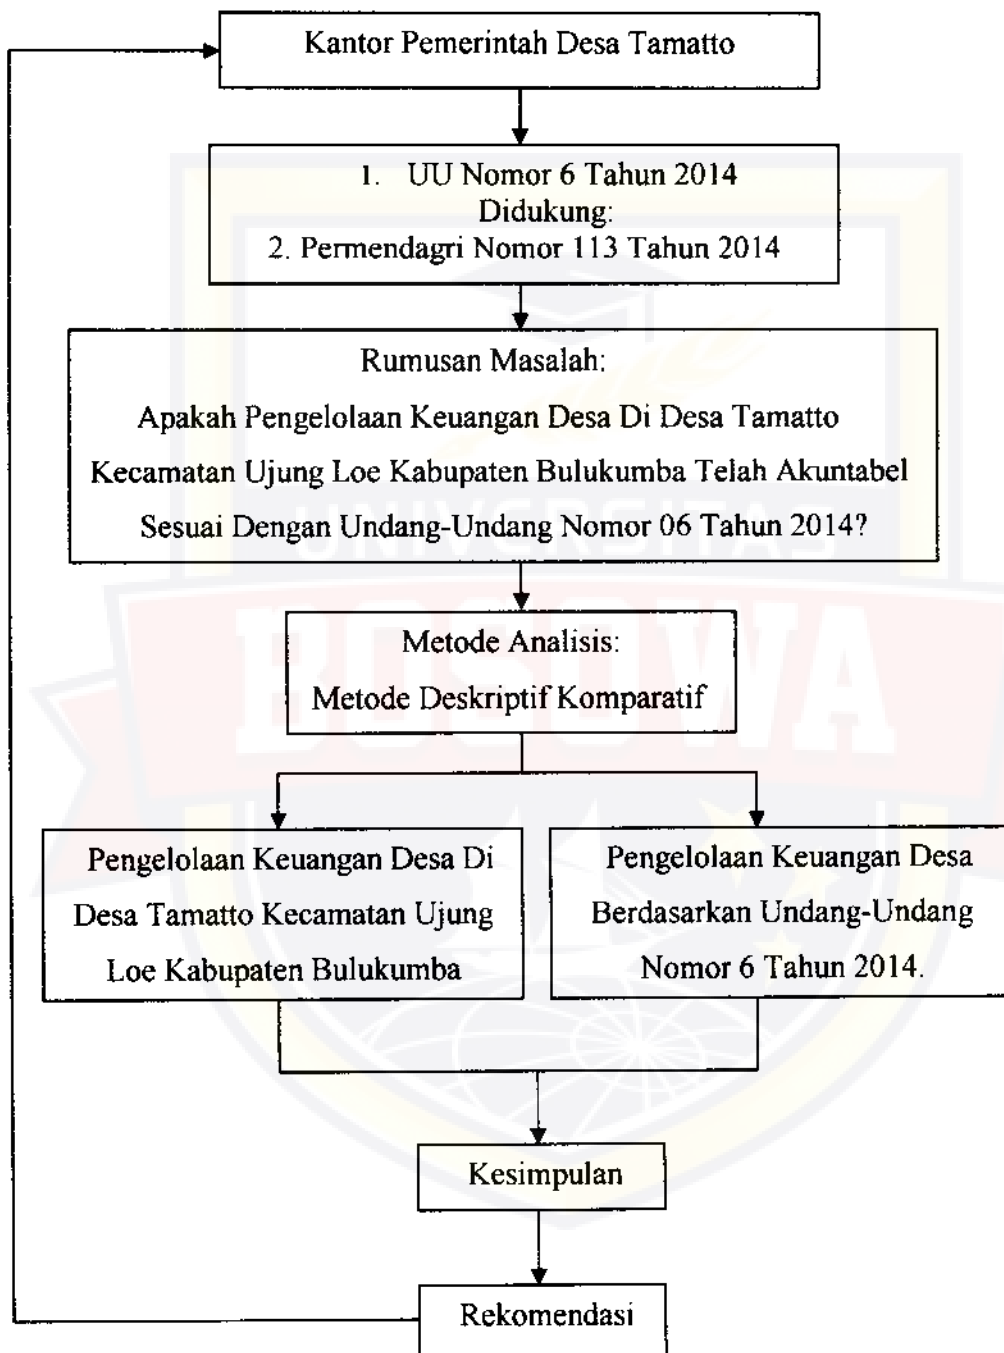 Kantor Pemerintah Desa Tamatto
1. UU Nomor 6 Tahun 2014
Didukung:
2. Permendagri Nomor 113 Tahun 2014
Rumusan Masalah:
Apakah Pengelolaan Keuangan Desa Di Desa Tamatto
Kecamatan Ujung Loe Kabupaten Bulukumba Telah Akuntabel
Sesuai Dengan Undang-Undang Nomor 06 Tahun 2014?
UNIVERSITAS
BOSOWA
Metode Analisis:
Metode Deskriptif Komparatif
Pengelolaan Keuangan Desa Di
Desa Tamatto Kecamatan Ujung
Loe Kabupaten Bulukumba
Pengelolaan Keuangan Desa
Berdasarkan Undang-Undang
Nomor 6 Tahun 2014.
Kesimpulan
Rekomendasi